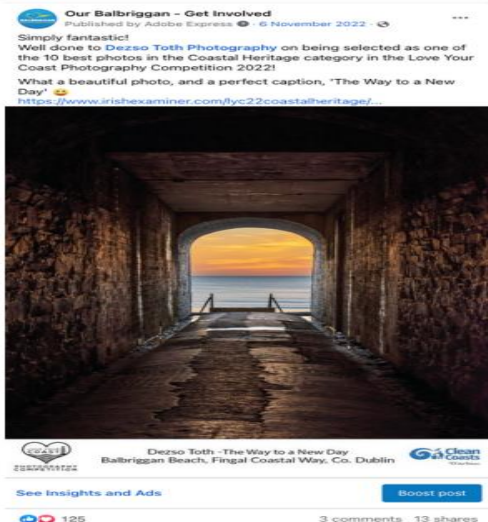 Our Balbriggan - Get Involved
Published by Adobe Express · 6 November 2022 ·
Simply fantastic!
Well done to Dezso Toth Photography on being selected as one of
the 10 best photos in the Coastal Heritage category in the Love Your
Coast Photography Competition 2022!
What a beautiful photo, and a perfect caption, 'The Way to a New
Day' 😊
https://www.irishexaminer.com/lyc22coastalheritage/...
COAST
PHOTOGRAPHY
COMPETITION
Dezso Toth -The Way to a New Day
Balbriggan Beach, Fingal Coastal Way, Co. Dublin
Clean
Coasts
See Insights and Ads
Boost post
125
3 comments 13 shares